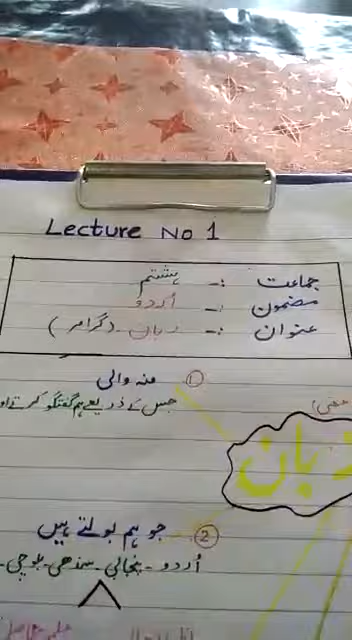 Lecture No 1
جماعت :- ہشتم
مضمون :- اُردو
عنوان :- زبان (گرامر)
① منہ والی
جس کے ذریعے ہم گفتگو کرتے
زبان
② جو ہم بولتے ہیں
اُردو - پنجابی - سندھی - بلوچی -